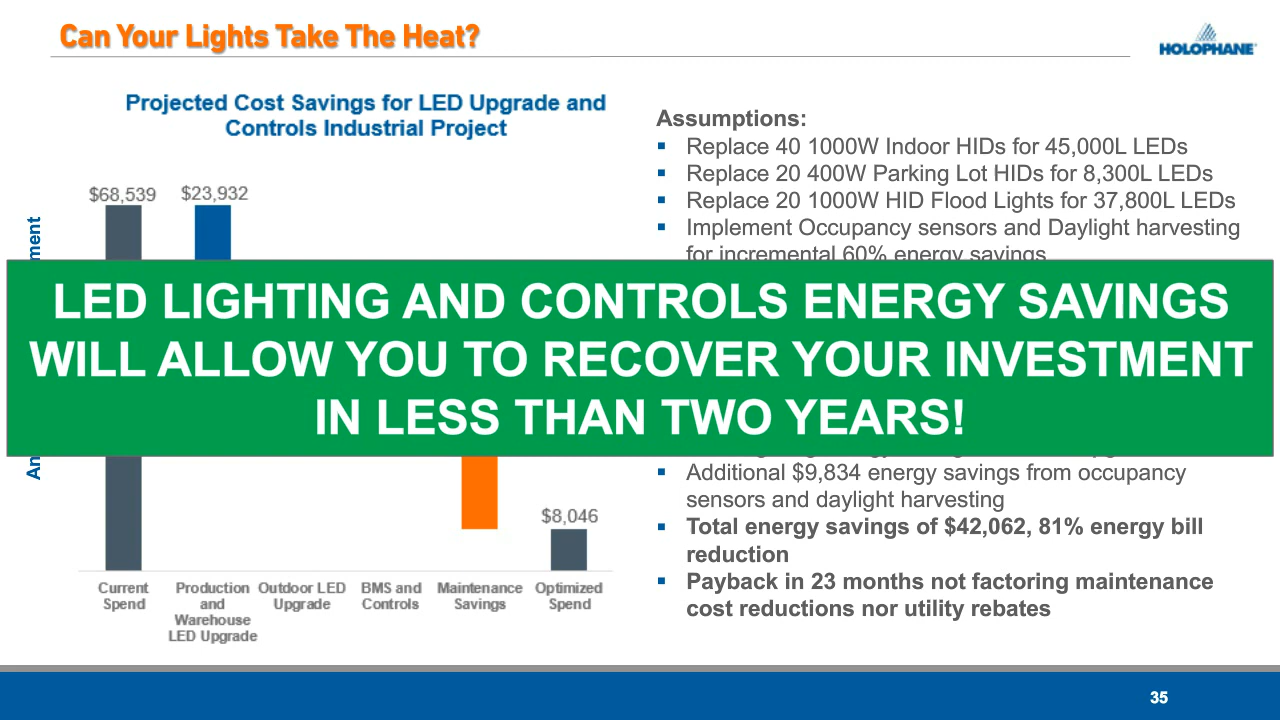 Can Your Lights Take The Heat?
HOLOPHANE
Projected Cost Savings for LED Upgrade and
Controls Industrial Project
$68,539
$23,932
$8,046
Current
Spend
Production
and
Warehouse
LED Upgrade
Outdoor LED
Upgrade
BMS and
Controls
Maintenance
Savings
Optimized
Spend
Assumptions:
▪ Replace 40 1000W Indoor HIDs for 45,000L LEDs
▪ Replace 20 400W Parking Lot HIDs for 8,300L LEDs
▪ Replace 20 1000W HID Flood Lights for 37,800L LEDs
▪ Implement Occupancy sensors and Daylight harvesting
for incremental 60% energy savings
LED LIGHTING AND CONTROLS ENERGY SAVINGS
WILL ALLOW YOU TO RECOVER YOUR INVESTMENT
IN LESS THAN TWO YEARS!
▪ Additional $9,834 energy savings from occupancy
sensors and daylight harvesting
▪ Total energy savings of $42,062, 81% energy bill
reduction
▪ Payback in 23 months not factoring maintenance
cost reductions nor utility rebates
35